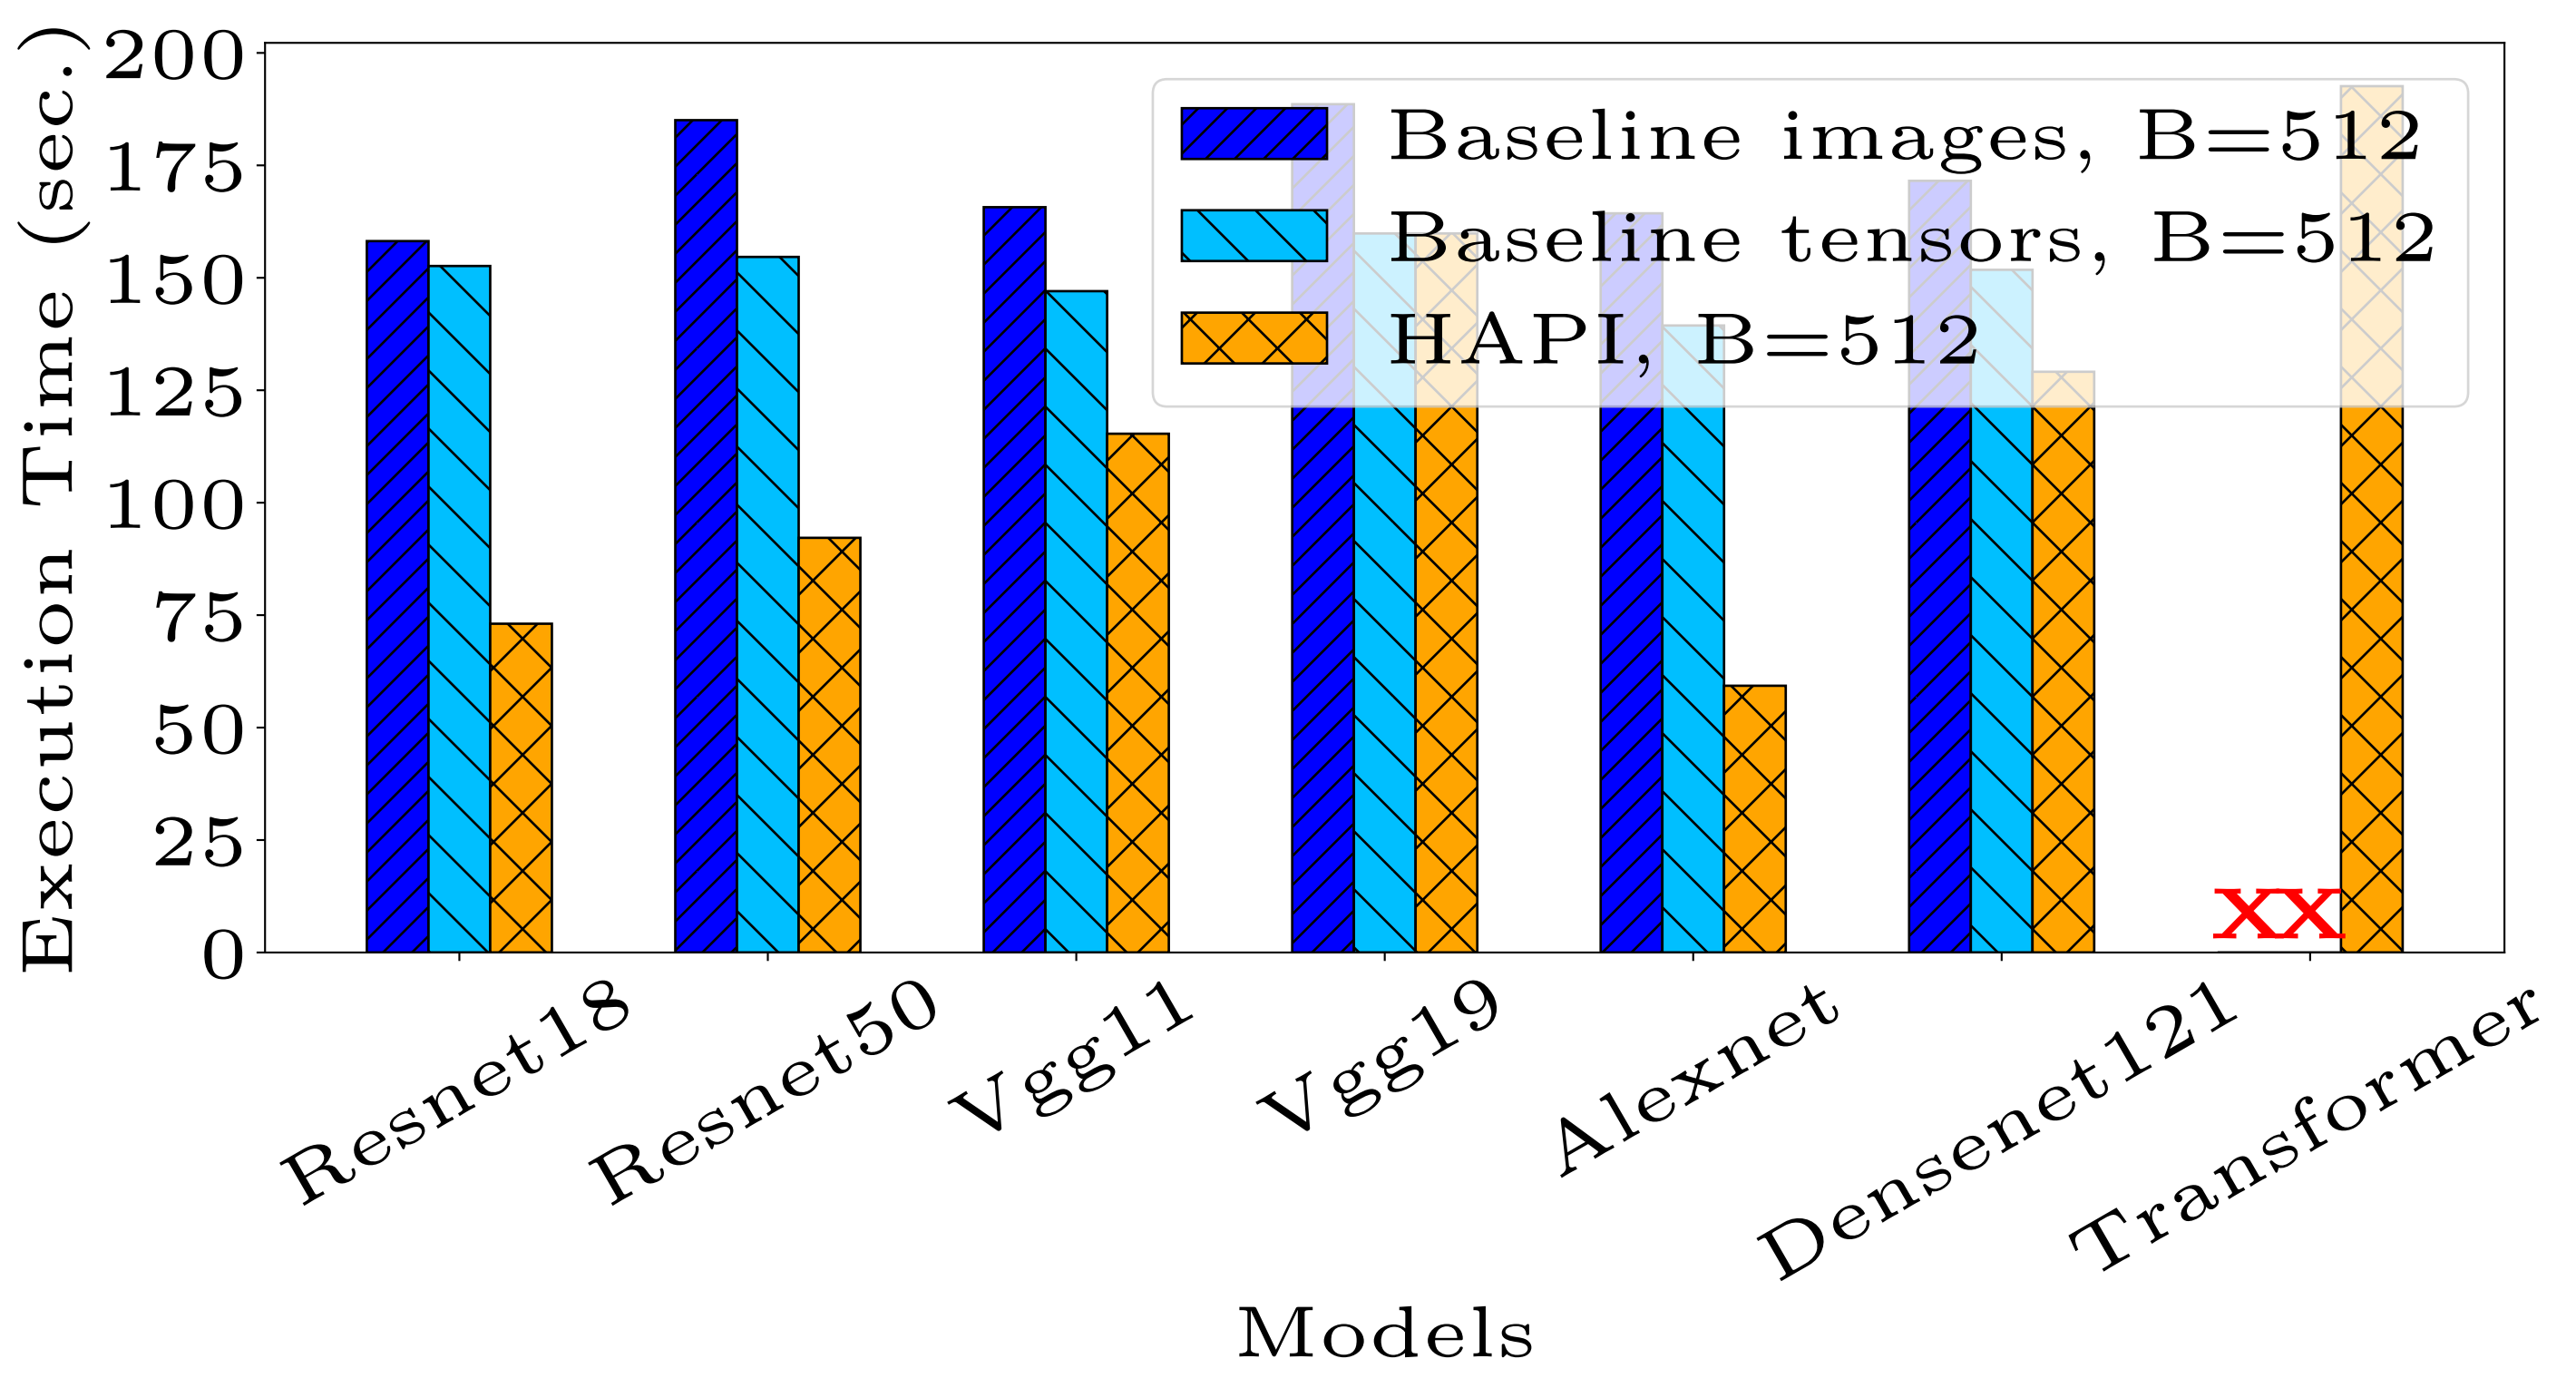 Execution Time (sec.)
200
175
150
125
100
75
50
25
0
Baseline images, B=512
Baseline tensors, B=512
HAPI, B=512
XX
Resnet18
Resnet50
Vgg11
Vgg19
Alexnet
Densenet121
Transformer
Models